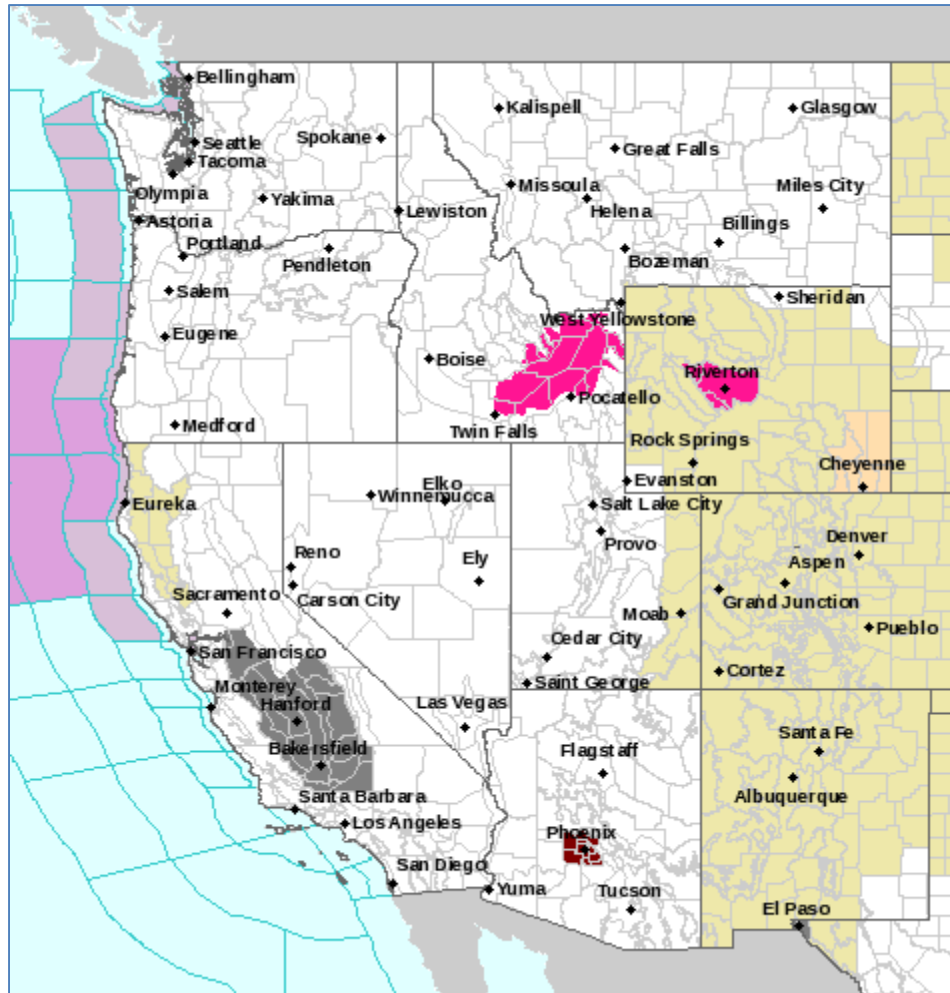 Bellingham
Kalispell
Glasgow
Seattle
Spokane
Great Falls
Tacoma
Missoula
Miles City
Olympia
Yakima
Lewiston
Helena
Astoria
Billings
Portland
Pendleton
Bozeman
Salem
Sheridan
West Yellowstone
Eugene
Boise
Riverton
Pocatello
Medford
Twin Falls
Rock Springs
Cheyenne
Elko
Evanston
Eureka
Winnemucca
Salt Lake City
Provo
Denver
Reno
Ely
Aspen
Sacramento
Carson City
Grand Junction
Moab
Pueblo
Cedar City
San Francisco
Cortez
Saint George
Monterey
Hanford
Las Vegas
Santa Fe
Flagstaff
Bakersfield
Albuquerque
Santa Barbara
Los Angeles
Phoenix
San Diego
Yuma
Tucson
El Paso